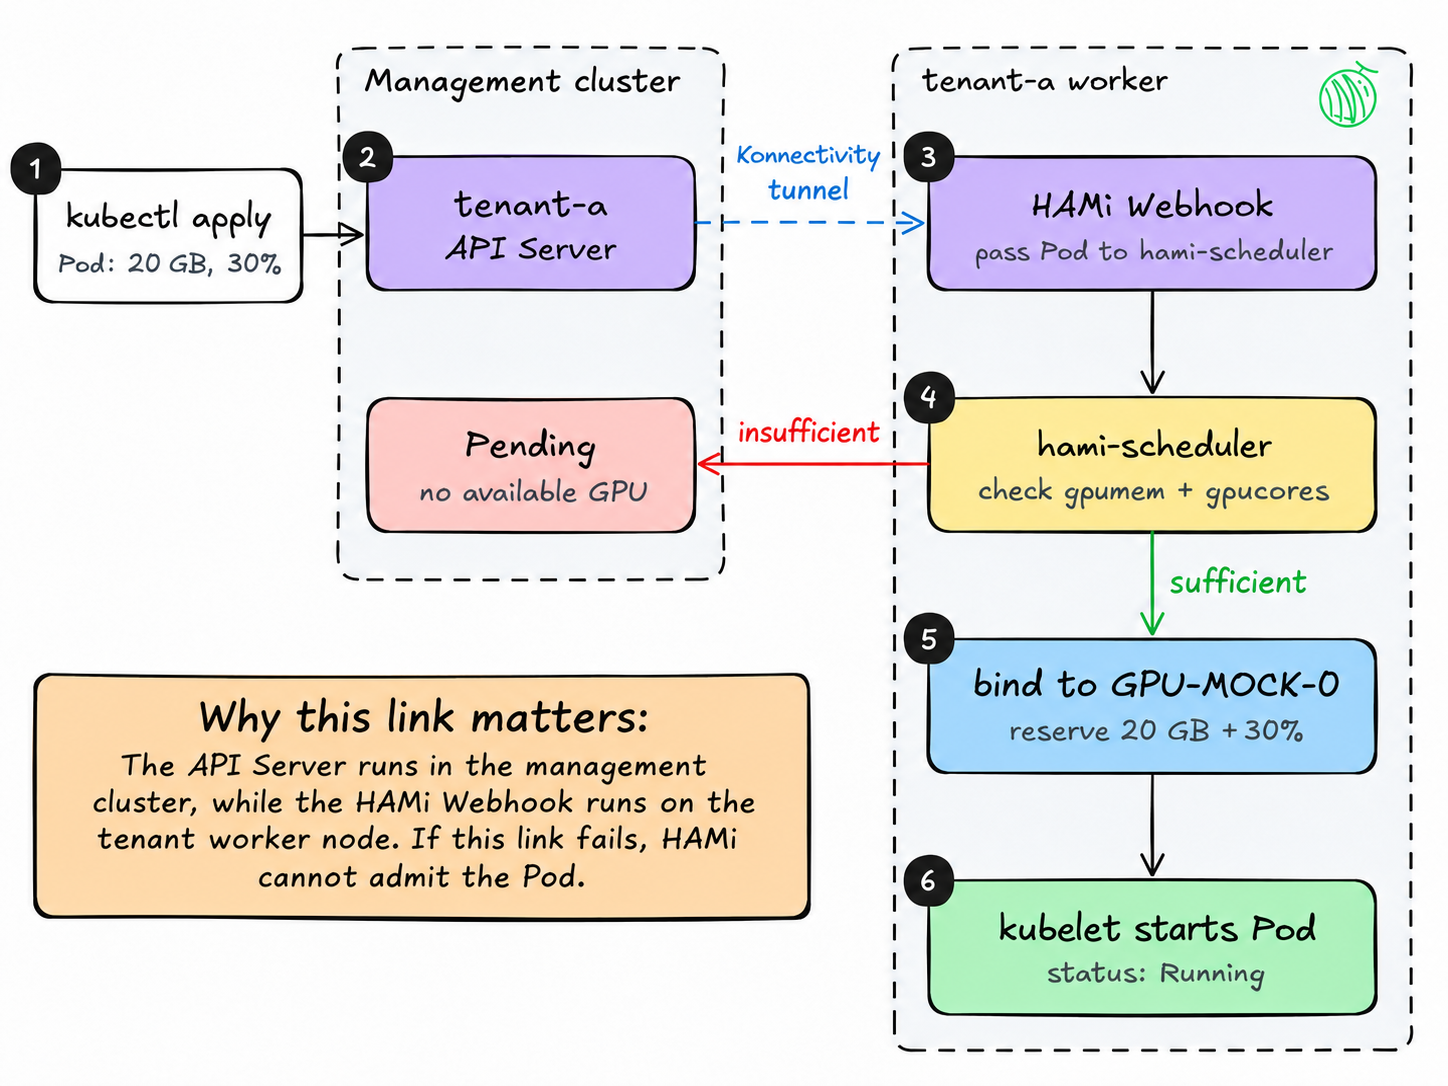 Management cluster
tenant-a worker
1
kubectl apply
Pod: 20 GB, 30%
2
tenant-a
API Server
Konnectivity
tunnel
3
HAMi Webhook
pass Pod to hami-scheduler
Pending
no available GPU
insufficient
4
hami-scheduler
check gpumem + gpucores
sufficient
5
bind to GPU-MOCK-0
reserve 20 GB + 30%
6
kubelet starts Pod
status: Running
Why this link matters:
The API Server runs in the management
cluster, while the HAMi Webhook runs on the
tenant worker node. If this link fails, HAMi
cannot admit the Pod.